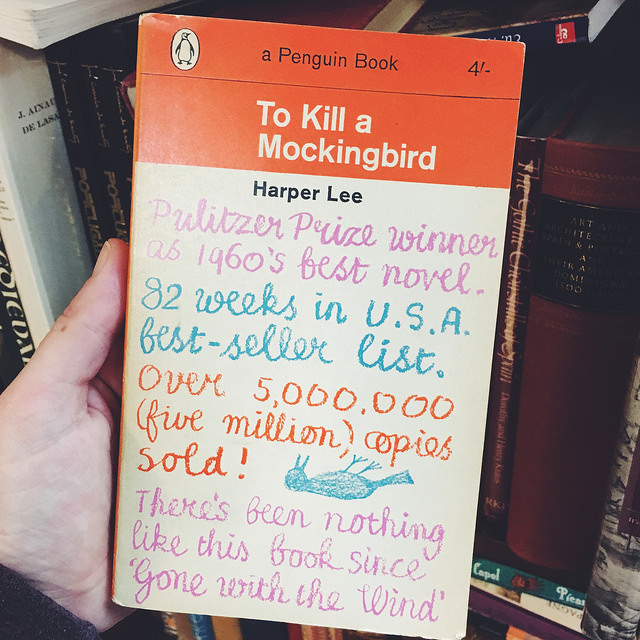 a Penguin Book
4/-
To Kill a
Mockingbird
Harper Lee
Pulitzer Prize winner
as 1960's best novel.
82 weeks in U.S.A.
best-seller list.
Over 5,000,000
(five million) copies
sold!
There's been nothing
like this book since
'Gone with the Wind'